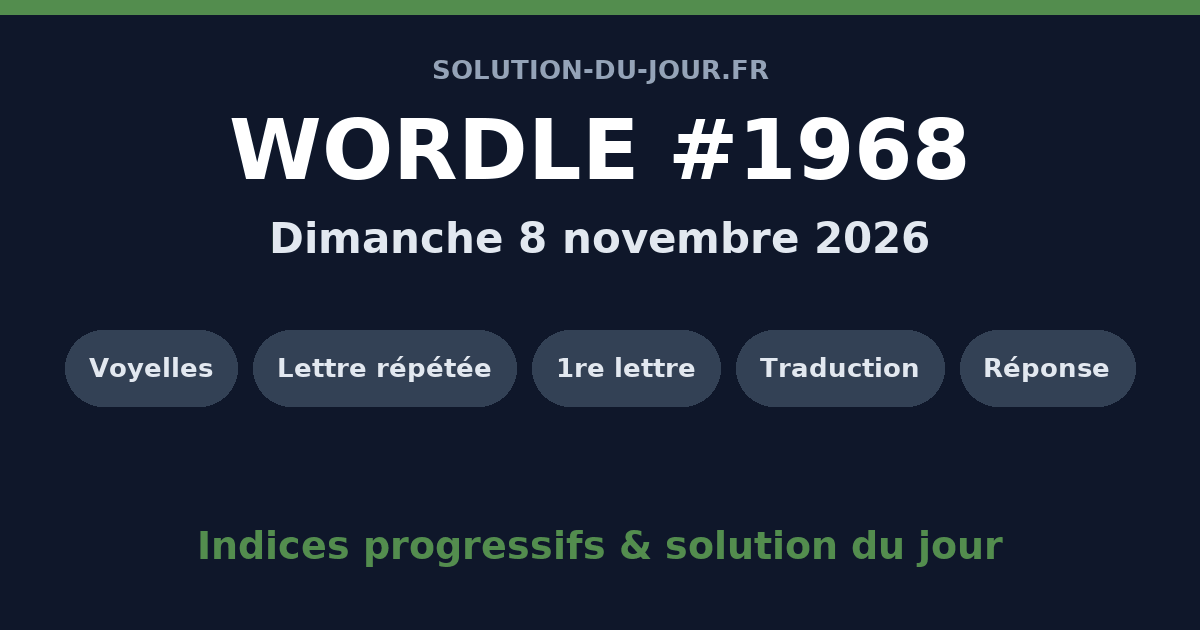 SOLUTION-DU-JOUR.FR
WORDLE #1968
Dimanche 8 novembre 2026
Voyelles Lettre répétée 1re lettre Traduction Réponse
Indices progressifs & solution du jour